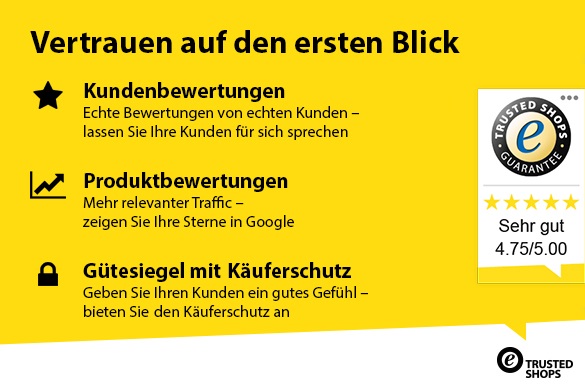 Vertrauen auf den ersten Blick
Kundenbewertungen
Echte Bewertungen von echten Kunden –
lassen Sie Ihre Kunden für sich sprechen
Produktbewertungen
Mehr relevanter Traffic –
zeigen Sie Ihre Sterne in Google
Gütesiegel mit Käuferschutz
Geben Sie Ihren Kunden ein gutes Gefühl –
bieten Sie den Käuferschutz an
TRUSTED SHOPS
e
GUARANTEE
Sehr gut
4.75/5.00
e
TRUSTED
SHOPS